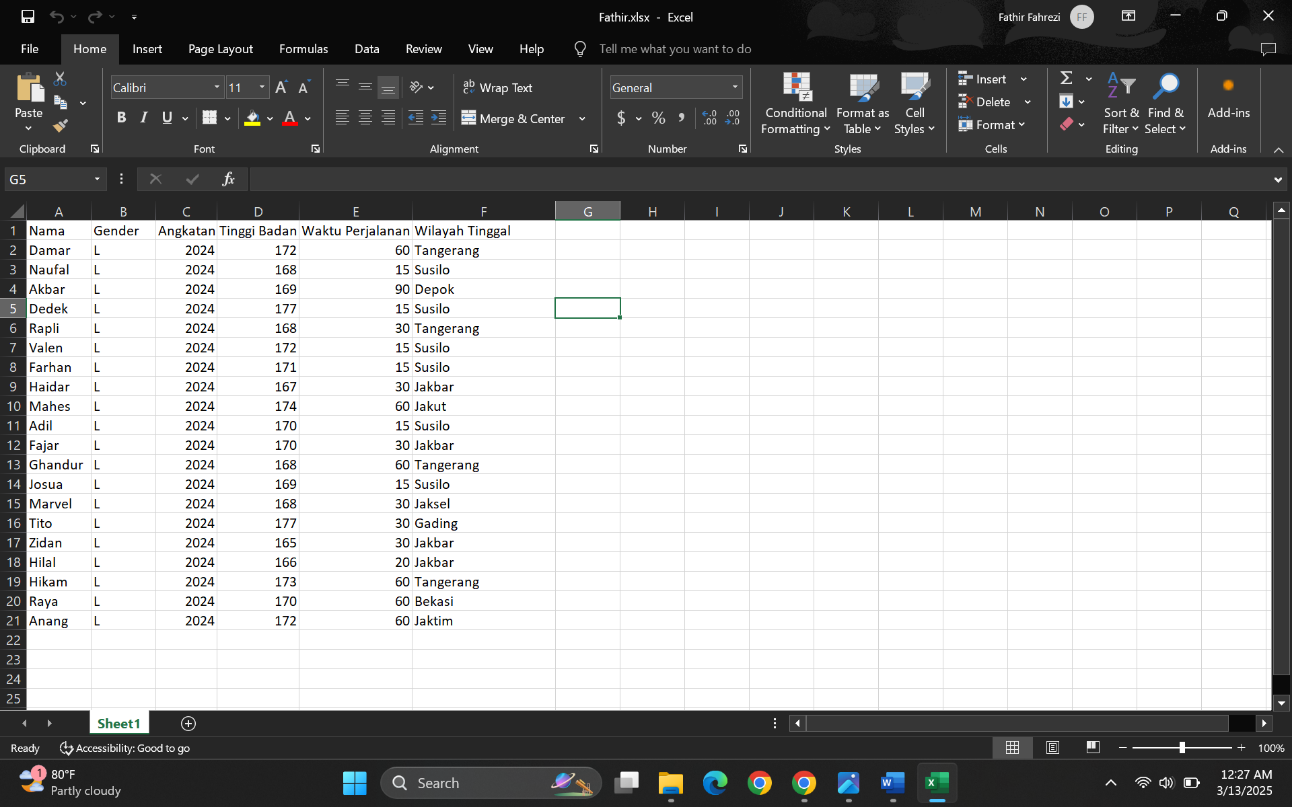 Fathir.xlsx - Excel
Fathir Fahrezi FF
File Home Insert Page Layout Formulas Data Review View Help Tell me what you want to do
Paste
Clipboard
Calibri 11 A A
B I U A
Font
ab Wrap Text
Merge & Center
Alignment
General
$ % , .00 .00
Number
Conditional Formatting
Format as Table
Cell Styles
Styles
Insert
Delete
Format
Cells
Σ
Sort & Filter
Find & Select
Editing
Add-ins
Add-ins
G5 fx
A B C D E F G H I J K L M N O P Q
1 Nama Gender Angkatan Tinggi Badan Waktu Perjalanan Wilayah Tinggal
2 Damar L 2024 172 60 Tangerang
3 Naufal L 2024 168 15 Susilo
4 Akbar L 2024 169 90 Depok
5 Dedek L 2024 177 15 Susilo
6 Rapli L 2024 168 30 Tangerang
7 Valen L 2024 172 15 Susilo
8 Farhan L 2024 171 15 Susilo
9 Haidar L 2024 167 30 Jakbar
10 Mahes L 2024 174 60 Jakut
11 Adil L 2024 170 15 Susilo
12 Fajar L 2024 170 30 Jakbar
13 Ghandur L 2024 168 60 Tangerang
14 Josua L 2024 169 15 Susilo
15 Marvel L 2024 168 30 Jaksel
16 Tito L 2024 177 30 Gading
17 Zidan L 2024 165 30 Jakbar
18 Hilal L 2024 166 20 Jakbar
19 Hikam L 2024 173 60 Tangerang
20 Raya L 2024 170 60 Bekasi
21 Anang L 2024 172 60 Jaktim
22
23
24
25
Sheet1
Ready Accessibility: Good to go 100%
1 80°F
Partly cloudy
Search
12:27 AM
3/13/2025